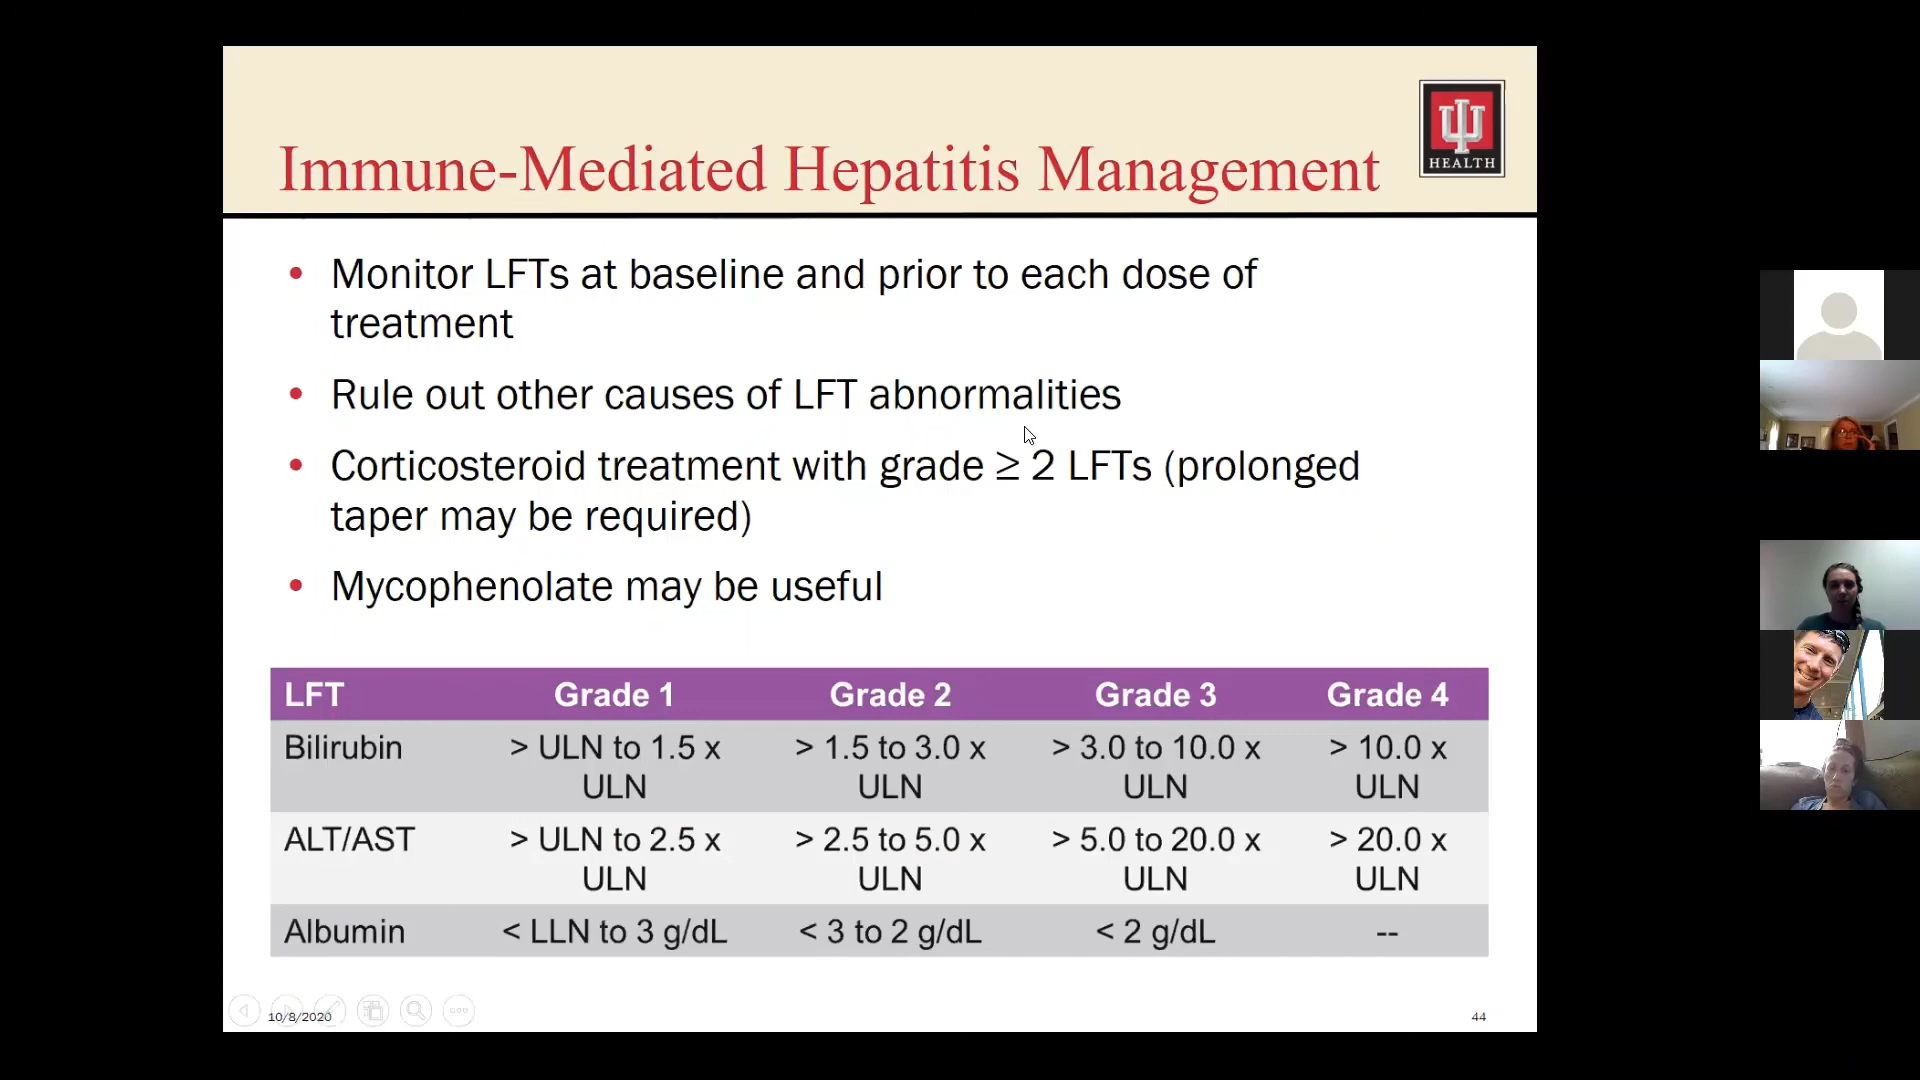 HEALTH
Immune-Mediated Hepatitis Management
• Monitor LFTs at baseline and prior to each dose of
treatment
• Rule out other causes of LFT abnormalities
• Corticosteroid treatment with grade ≥ 2 LFTs (prolonged
taper may be required)
• Mycophenolate may be useful
LFT Grade 1 Grade 2 Grade 3 Grade 4
Bilirubin > ULN to 1.5 x ULN > 1.5 to 3.0 x ULN > 3.0 to 10.0 x ULN > 10.0 x ULN
ALT/AST > ULN to 2.5 x ULN > 2.5 to 5.0 x ULN > 5.0 to 20.0 x ULN > 20.0 x ULN
Albumin < LLN to 3 g/dL < 3 to 2 g/dL < 2 g/dL --
10/8/2020
44